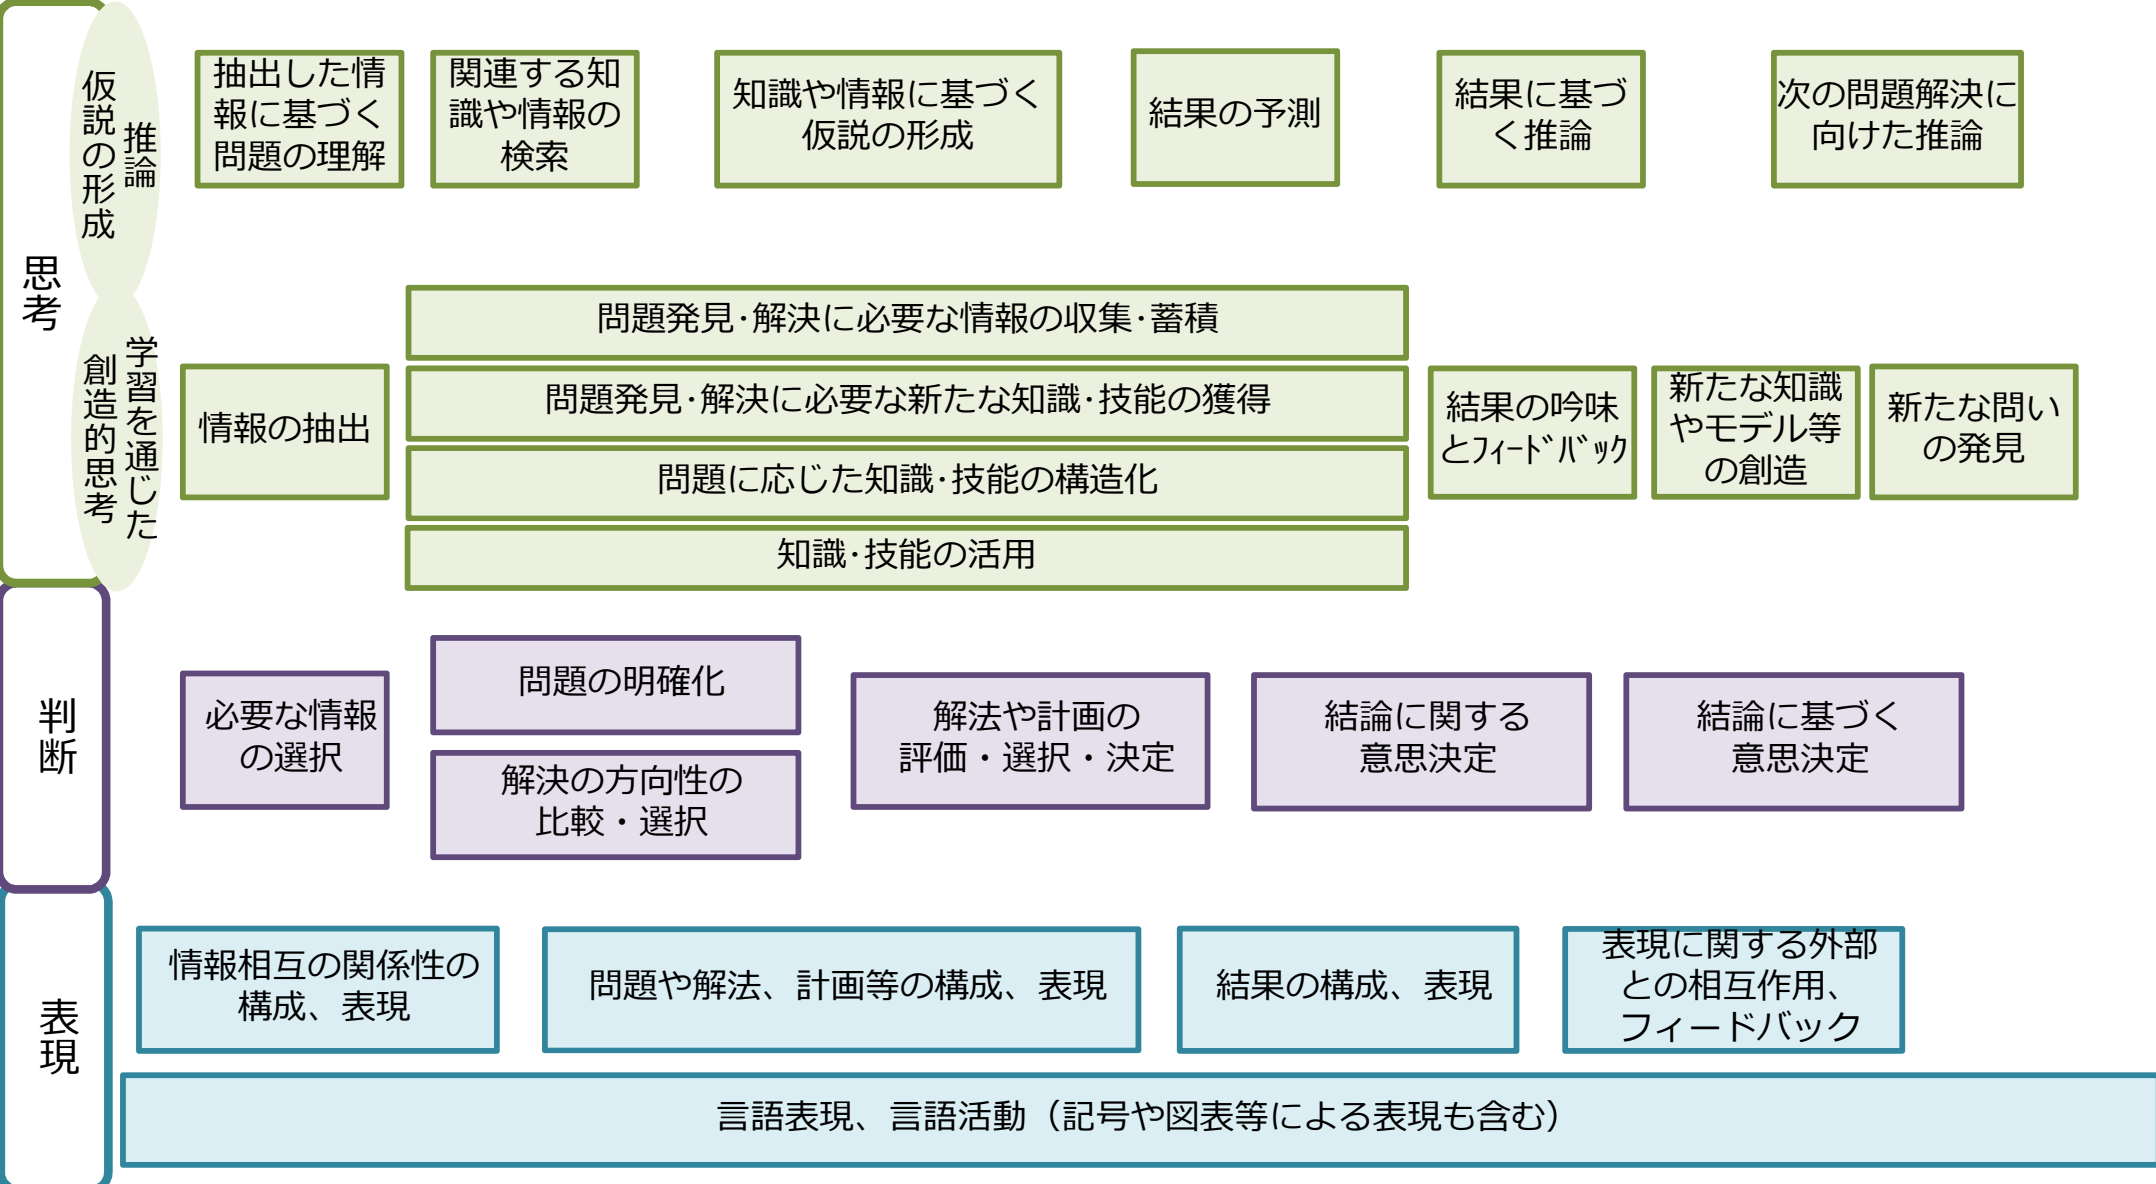 思考
推論
仮説の形成
抽出した情
報に基づく
問題の理解
関連する知
識や情報の
検索
知識や情報に基づく
仮説の形成
結果の予測
結果に基づ
く推論
次の問題解決に
向けた推論
学習を通じた
創造的思考
情報の抽出
問題発見･解決に必要な情報の収集･蓄積
問題発見･解決に必要な新たな知識･技能の獲得
問題に応じた知識･技能の構造化
知識･技能の活用
結果の吟味
とﾌｨｰﾄﾞﾊﾞｯｸ
新たな知識
やモデル等
の創造
新たな問い
の発見
判断
必要な情報
の選択
問題の明確化
解決の方向性の
比較・選択
解法や計画の
評価・選択・決定
結論に関する
意思決定
結論に基づく
意思決定
表現
情報相互の関係性の
構成、表現
問題や解法、計画等の構成、表現
結果の構成、表現
表現に関する外部
との相互作用、
フィードバック
言語表現、言語活動（記号や図表等による表現も含む）